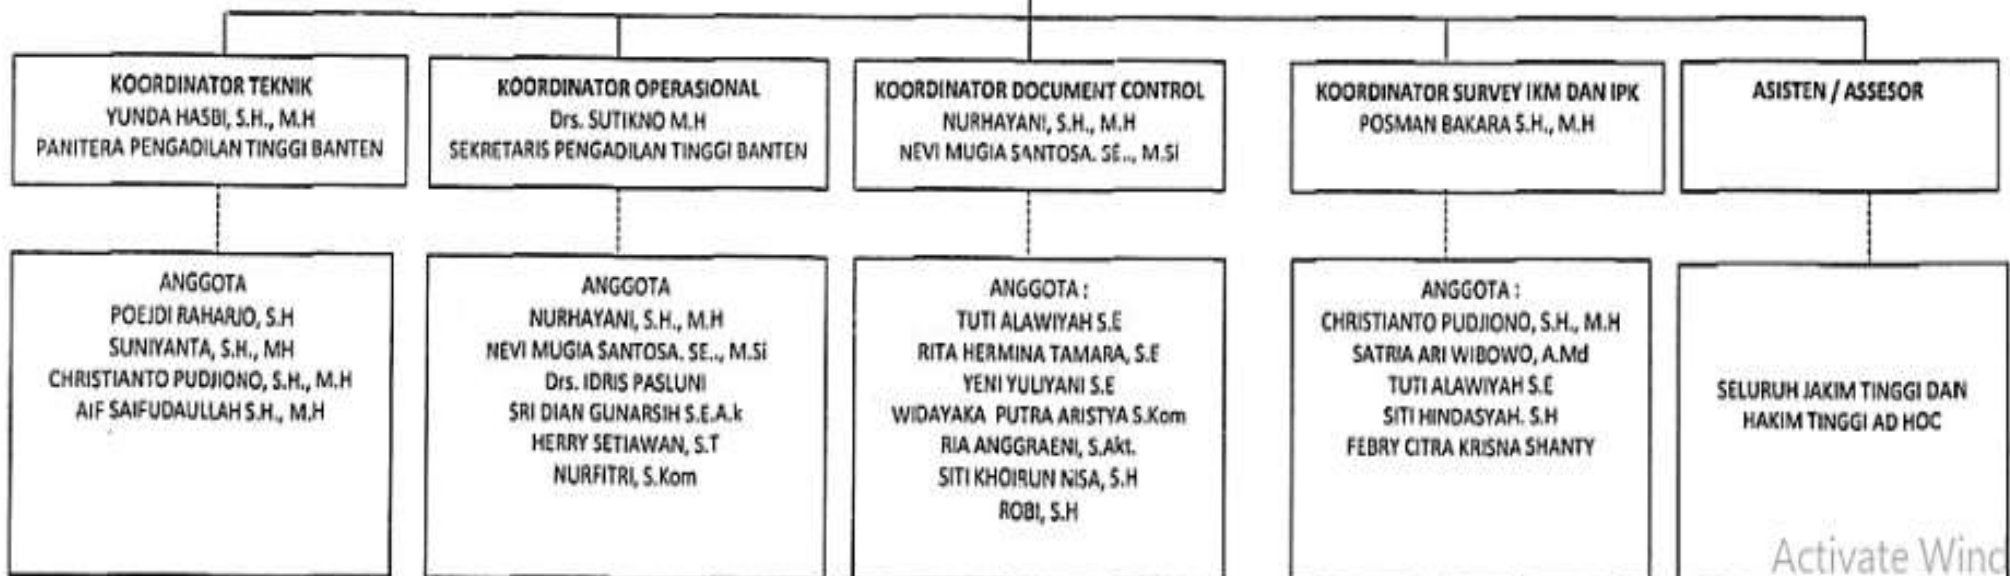 KOORDINATOR TEKNIK
YUNDA HASBI, S.H., M.H
PANITERA PENGADILAN TINGGI BANTEN
KOORDINATOR OPERASIONAL
Drs. SUTIKNO M.H
SEKRETARIS PENGADILAN TINGGI BANTEN
KOORDINATOR DOCUMENT CONTROL
NURHAYANI, S.H., M.H
NEVI MUGIA SANTOSA. SE.., M.Si
KOORDINATOR SURVEY IKM DAN IPK
POSMAN BAKARA S.H., M.H
ASISTEN / ASSESOR
ANGGOTA
POEJDI RAHARJO, S.H
SUNIYANTA, S.H., MH
CHRISTIANTO PUDJIONO, S.H., M.H
AIF SAIFUDAULLAH S.H., M.H
ANGGOTA
NURHAYANI, S.H., M.H
NEVI MUGIA SANTOSA. SE.., M.Si
Drs. IDRIS PASLUNI
SRI DIAN GUNARSIH S.E.A.k
HERRY SETIAWAN, S.T
NURFITRI, S.Kom
ANGGOTA :
TUTI ALAWIYAH S.E
RITA HERMINA TAMARA, S.E
YENI YULIYANI S.E
WIDAYAKA PUTRA ARISTYA S.Kom
RIA ANGGRAENI, S.Akt.
SITI KHOIRUN NISA, S.H
ROBI, S.H
ANGGOTA :
CHRISTIANTO PUDJIONO, S.H., M.H
SATRIA ARI WIBOWO, A.Md
TUTI ALAWIYAH S.E
SITI HINDASYAH. S.H
FEBRY CITRA KRISNA SHANTY
SELURUH JAKIM TINGGI DAN
HAKIM TINGGI AD HOC
Activate Wind